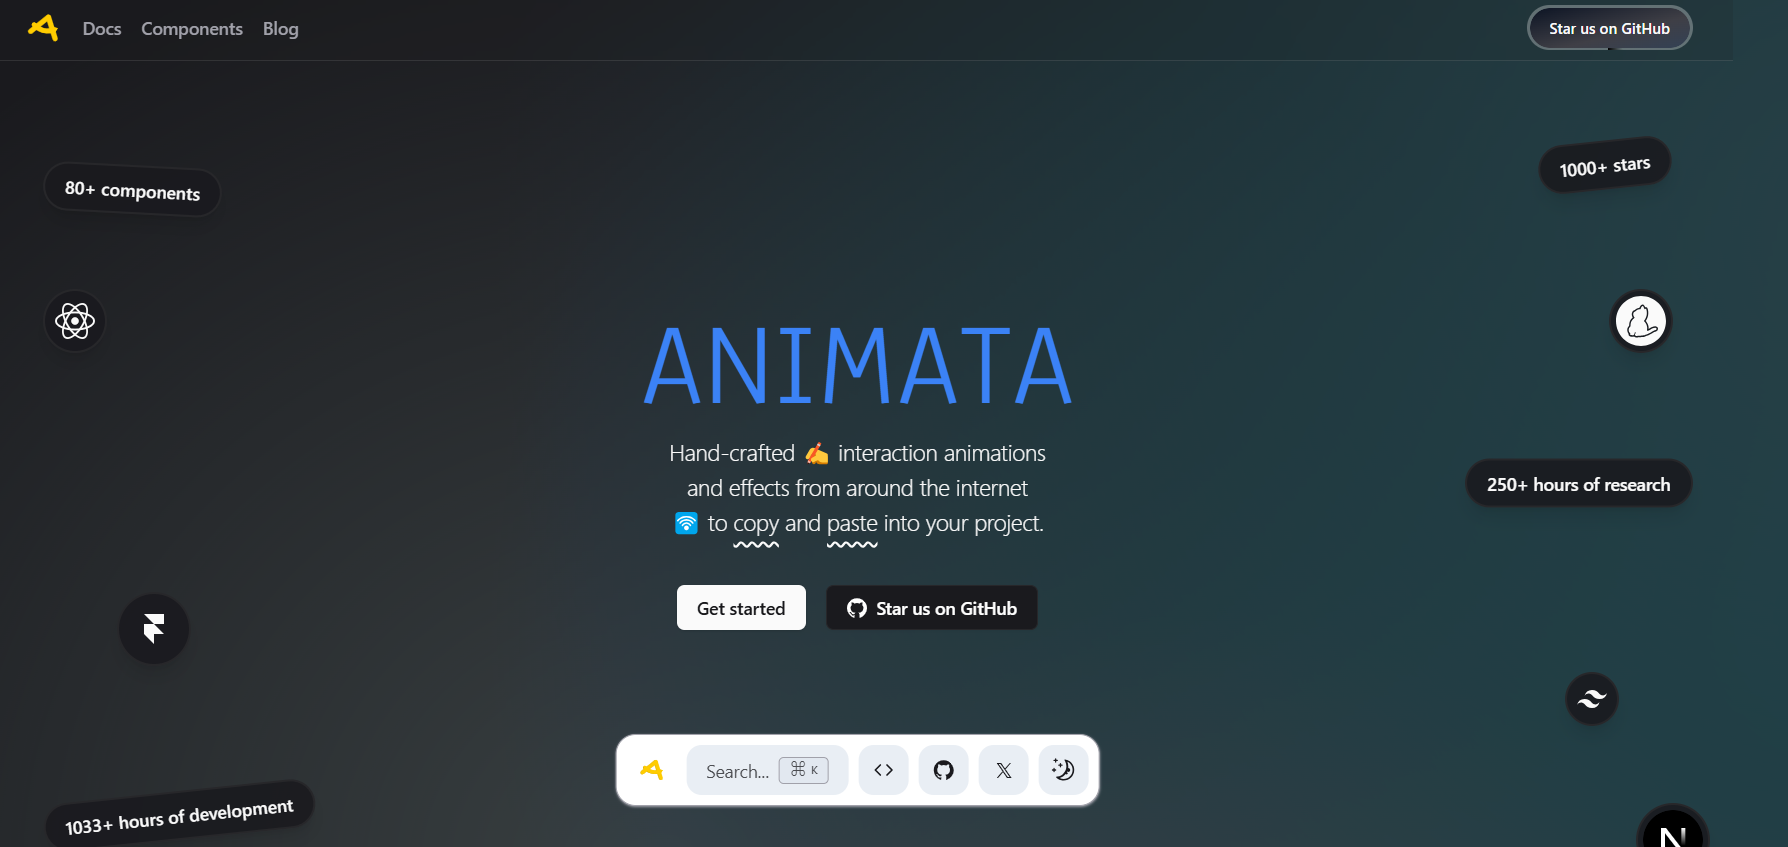 Docs Components Blog
Star us on GitHub
80+ components
1000+ stars
ANIMATA
Hand-crafted ✍️ interaction animations
and effects from around the internet
🛜 to copy and paste into your project.
250+ hours of research
Get started
Star us on GitHub
Search... ⌘ K
1033+ hours of development